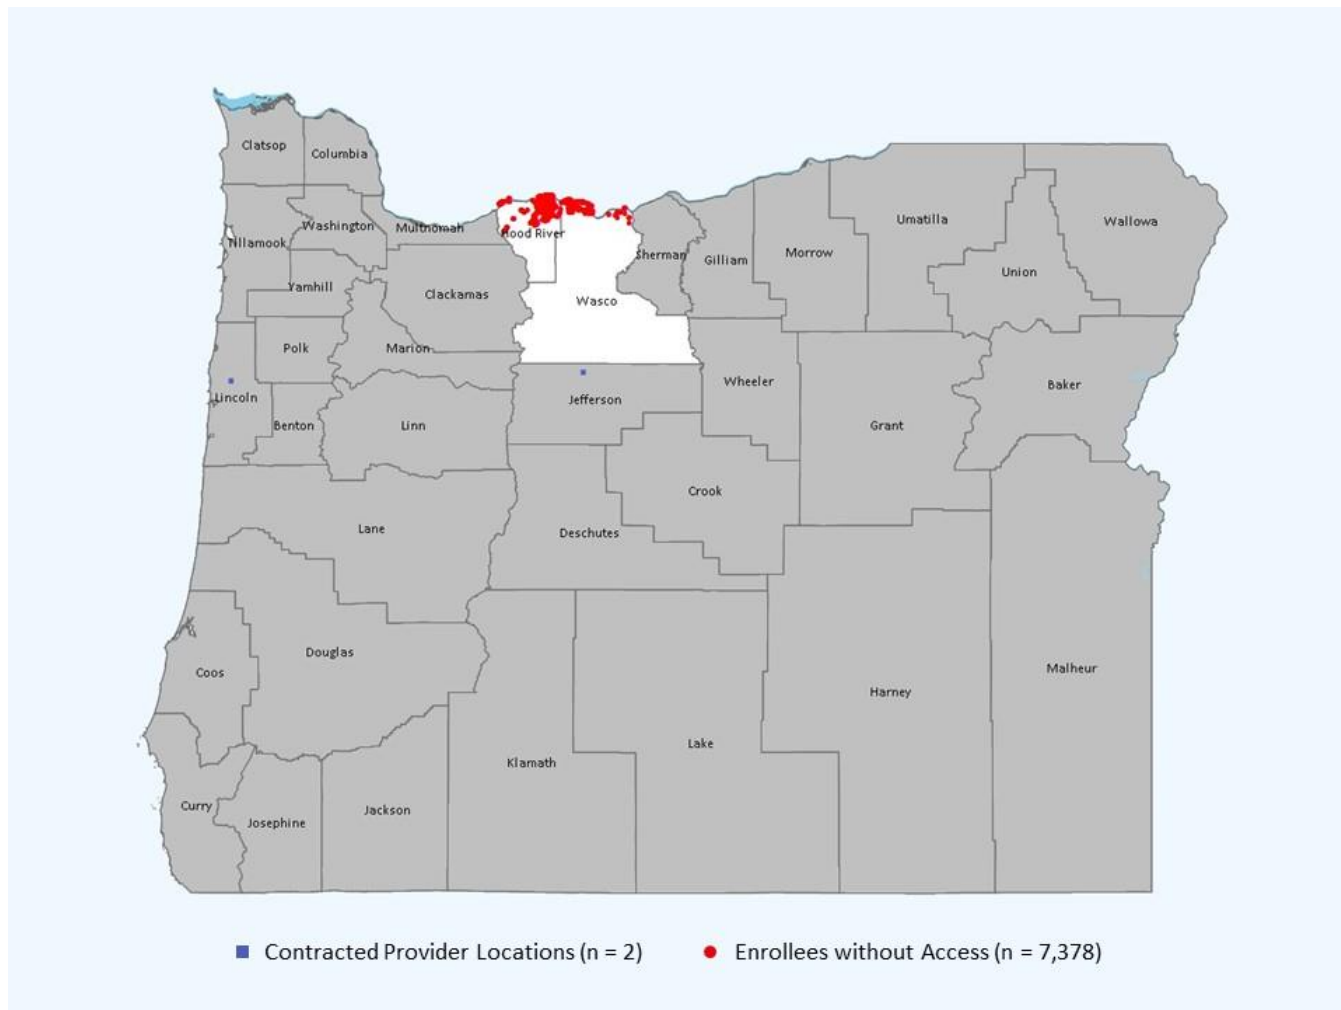 Clatsop
Columbia
Washington
Multnomah
Tillamook
Hood River
Yamhill
Clackamas
Sherman
Gilliam
Morrow
Umatilla
Union
Wallowa
Wasco
Polk
Marion
Lincoln
Benton
Linn
Jefferson
Wheeler
Grant
Baker
Crook
Lane
Deschutes
Douglas
Coos
Klamath
Lake
Harney
Malheur
Curry
Josephine
Jackson
Contracted Provider Locations (n = 2)
Enrollees without Access (n = 7,378)